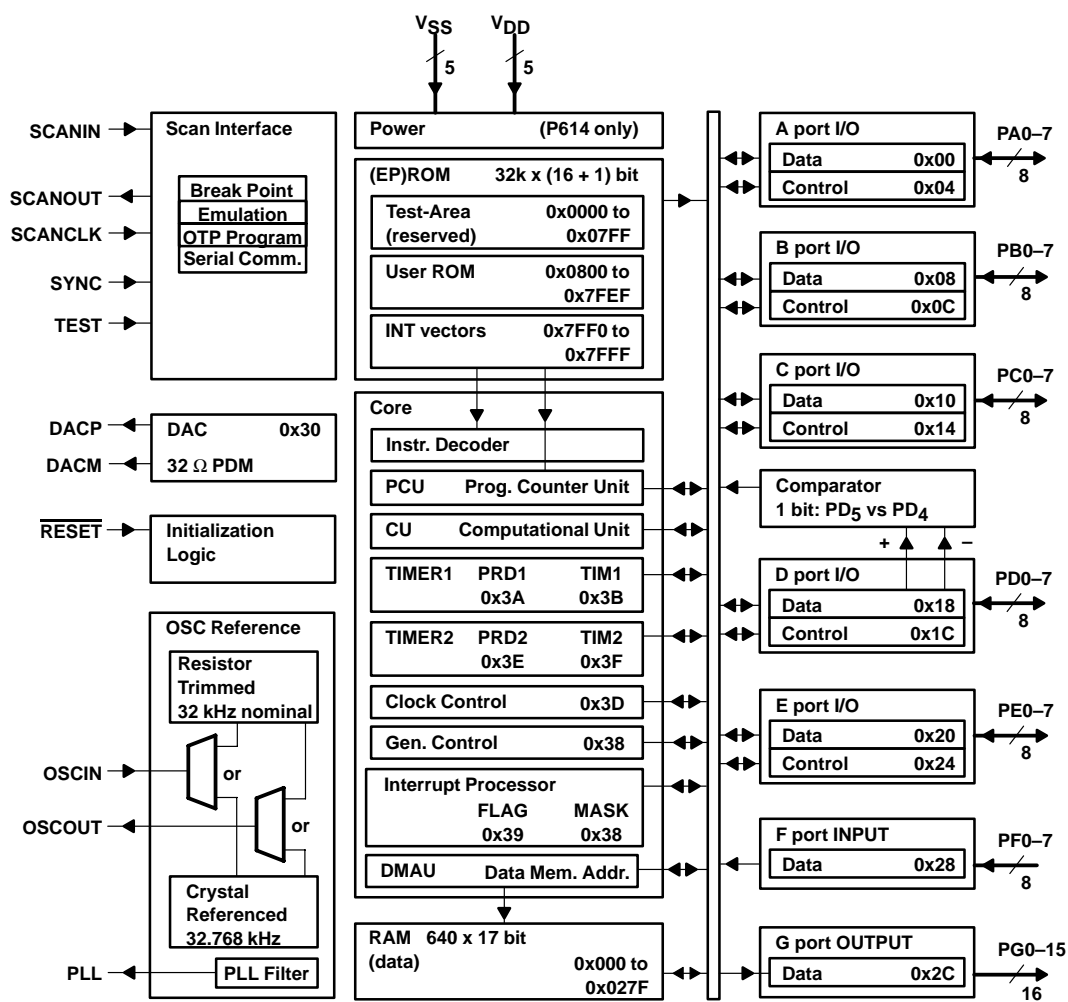 VSS VDD
5 5
SCANIN
SCANOUT
SCANCLK
SYNC
TEST
Scan Interface
Break Point
Emulation
OTP Program
Serial Comm.
DACP
DACM
DAC 0x30
32 Ω PDM
RESET
Initialization
Logic
OSC Reference
Resistor
Trimmed
32 kHz nominal
OSCIN
or
OSCOUT
or
Crystal
Referenced
32.768 kHz
PLL
PLL Filter
Power (P614 only)
(EP)ROM 32k x (16 + 1) bit
Test-Area 0x0000 to
(reserved) 0x07FF
User ROM 0x0800 to
0x7FEF
INT vectors 0x7FF0 to
0x7FFF
Core
Instr. Decoder
PCU Prog. Counter Unit
CU Computational Unit
TIMER1 PRD1 TIM1
0x3A 0x3B
TIMER2 PRD2 TIM2
0x3E 0x3F
Clock Control 0x3D
Gen. Control 0x38
Interrupt Processor
FLAG MASK
0x39 0x38
DMAU Data Mem. Addr.
RAM 640 x 17 bit
(data) 0x000 to
0x027F
A port I/O
Data 0x00
Control 0x04
PA0–7
8
B port I/O
Data 0x08
Control 0x0C
PB0–7
8
C port I/O
Data 0x10
Control 0x14
PC0–7
8
Comparator
1 bit: PD5 vs PD4
+ –
D port I/O
Data 0x18
Control 0x1C
PD0–7
8
E port I/O
Data 0x20
Control 0x24
PE0–7
8
F port INPUT
Data 0x28
PF0–7
8
G port OUTPUT
Data 0x2C
PG0–15
16